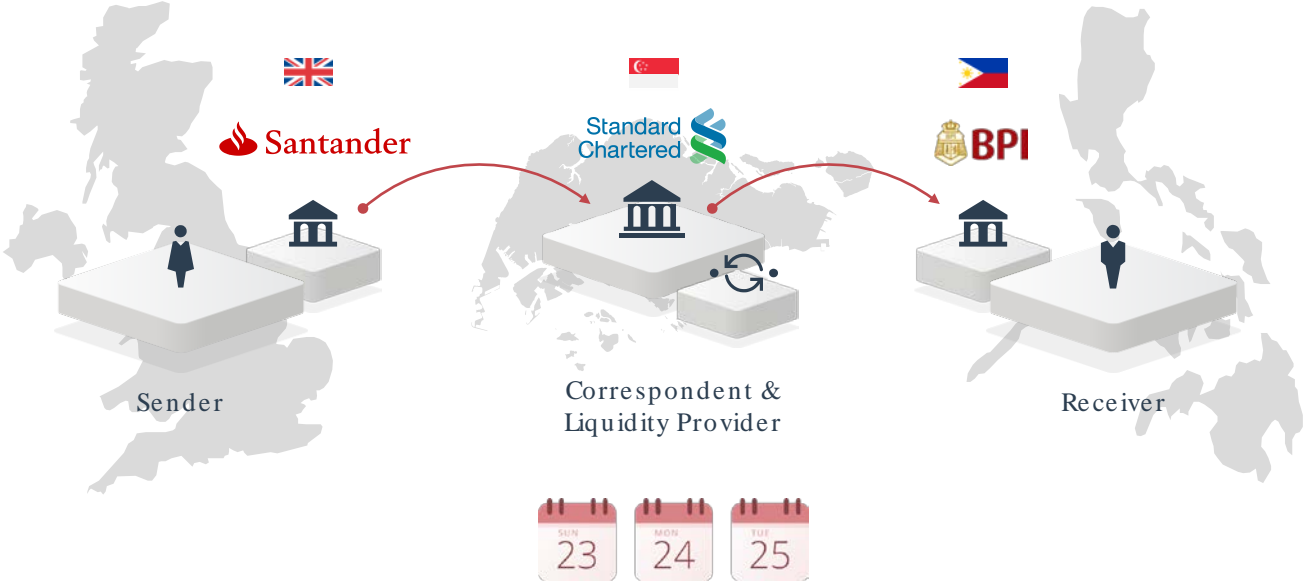 Santander
Standard
Chartered
BPI
Sender
Correspondent &
Liquidity Provider
Receiver
SUN
23
MON
24
TUE
25